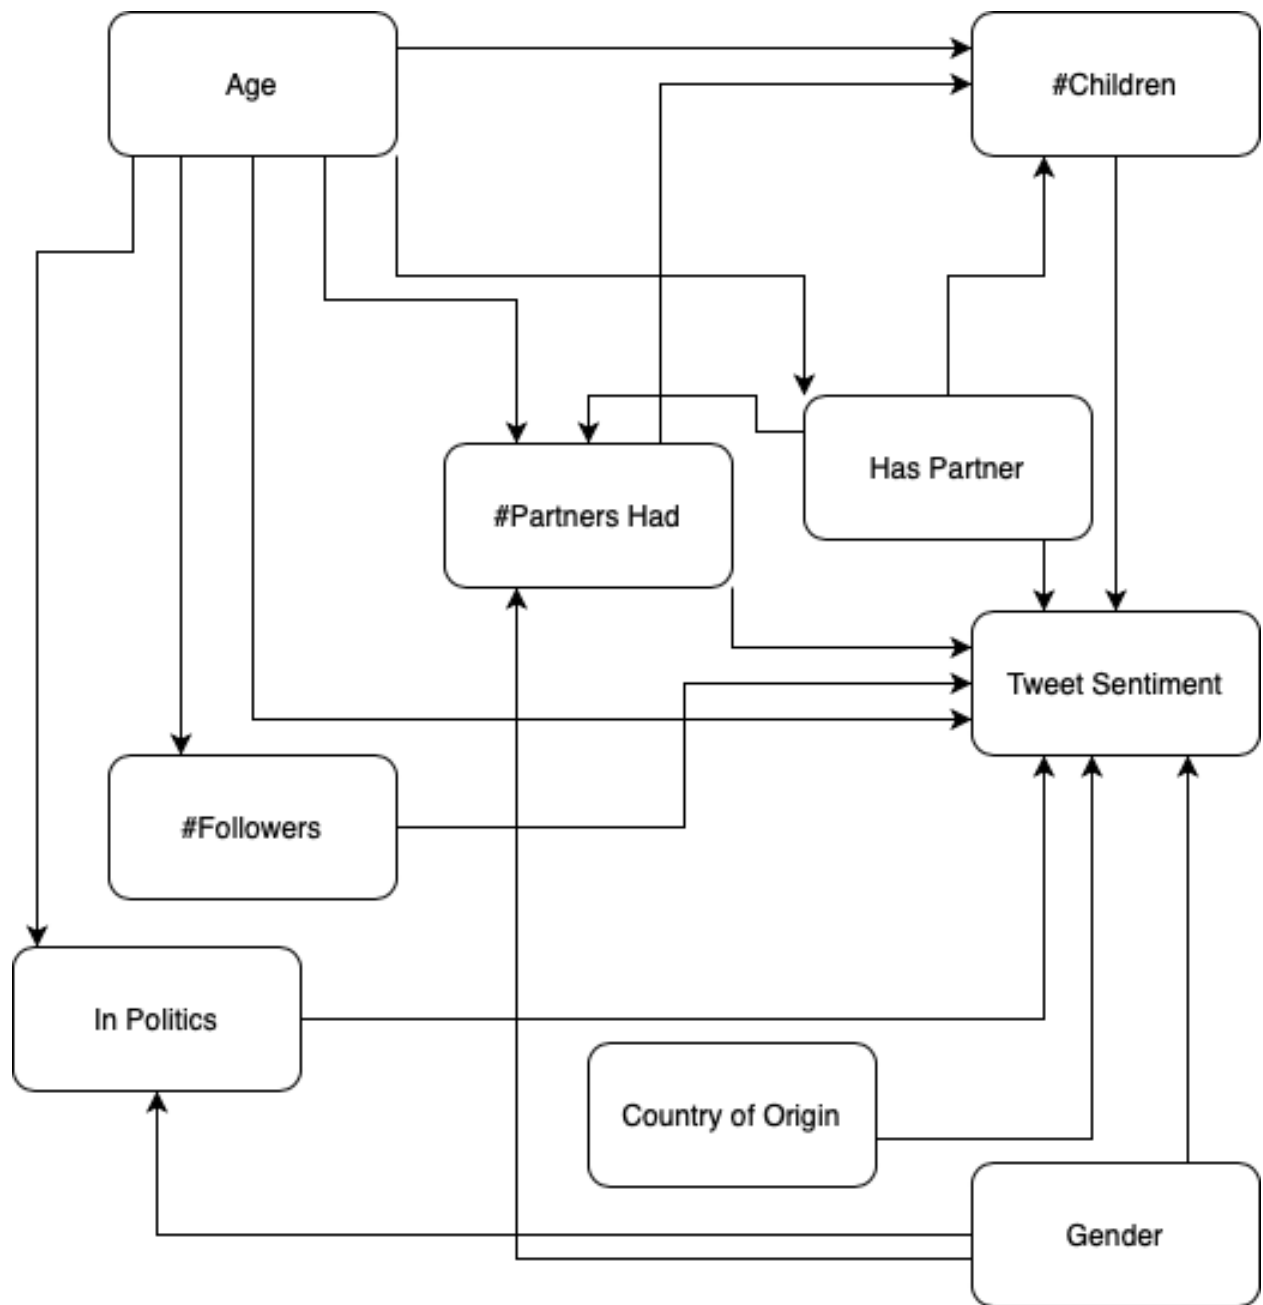 Age
#Children
Has Partner
#Partners Had
Tweet Sentiment
#Followers
In Politics
Country of Origin
Gender